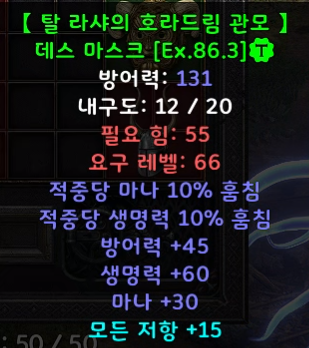 【 탈 라샤의 호라드림 관모 】
데스 마스크 [Ex.86.3] T
방어력: 131
내구도: 12 / 20
필요 힘: 55
요구 레벨: 66
적중당 마나 10% 훔침
적중당 생명력 10% 훔침
방어력 +45
생명력 +60
마나 +30
모든 저항 +15
: 50 / 50